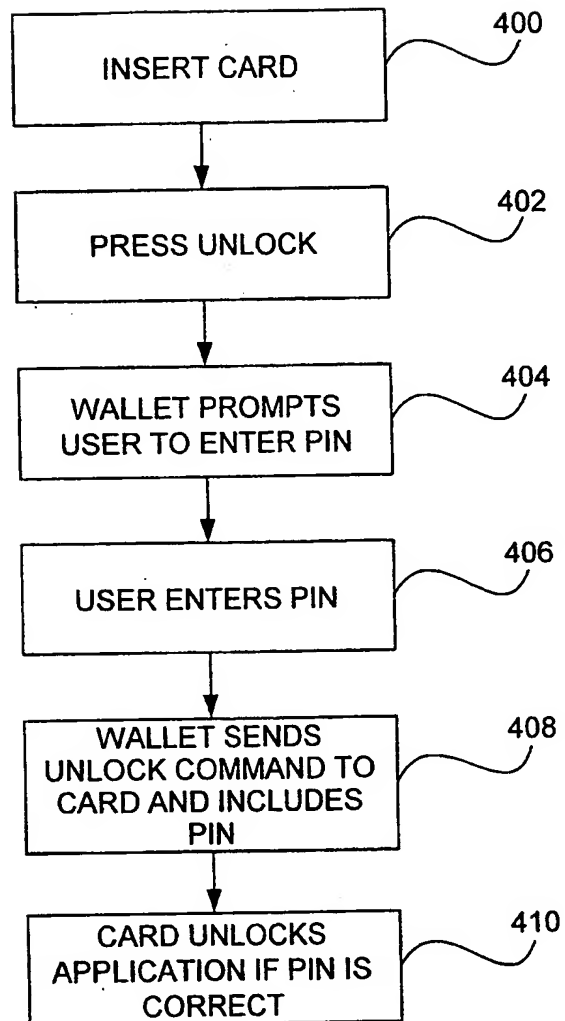 400
INSERT CARD
402
PRESS UNLOCK
404
WALLET PROMPTS
USER TO ENTER PIN
406
USER ENTERS PIN
408
WALLET SENDS
UNLOCK COMMAND TO
CARD AND INCLUDES
PIN
410
CARD UNLOCKS
APPLICATION IF PIN IS
CORRECT